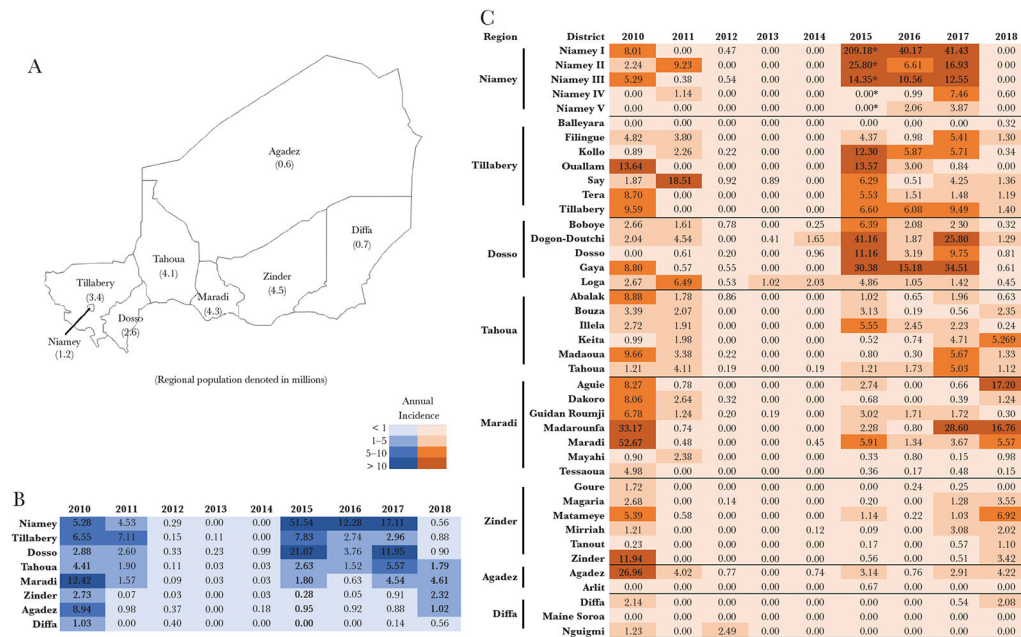 A
Agadez
(0.6)
Diffa
(0.7)
Tahoua
(4.1)
Zinder
(4.5)
Tillabery
(3.4)
Maradi
(4.3)
Dosso
(2.6)
Niamey
(1.2)
(Regional population denoted in millions)
Annual
Incidence
< 1
1–5
5–10
> 10
B
2010 2011 2012 2013 2014 2015 2016 2017 2018
Niamey 5.28 4.53 0.29 0.00 0.00 51.54 12.28 17.11 0.56
Tillabery 6.55 7.11 0.15 0.11 0.00 7.83 2.74 2.96 0.88
Dosso 2.88 2.60 0.33 0.23 0.99 21.07 3.76 11.95 0 90
Tahoua 4.41 1.90 0.11 0.03 0.03 2.63 1.52 5.57 1.79
Maradi 12.42 1.57 0.09 0.03 0.03 1.80 0.63 4.54 4.61
Zinder 2.73 0.07 0.03 0.00 0.03 0.28 0.05 0.91 2.32
Agadez 8.94 0.98 0.37 0.00 0.18 0.95 0.92 0.88 1.02
Diffa 1.03 0.00 0.40 0.00 0.00 0.00 0.00 0.14 0.56
C
Region District 2010 2011 2012 2013 2014 2015 2016 2017 2018
Niamey I 8.01 0.00 0.47 0.00 0.00 209.18* 40.17 41.43 0.00
Niamey II 2.24 9.23 0.00 0.00 0.00 25.80* 6.61 16.93 0.00
Niamey Niamey III 5.29 0.38 0.54 0.00 0.00 14.35* 10.56 12.55 0.00
Niamey IV 0.00 1.14 0.00 0.00 0.00 0.00* 0.99 7.46 0.60
Niamey V 0.00 0.00 0.00 0.00 0.00 0.00* 2.06 3.87 0.00
Balleyara 0.00 0.00 0.00 0.00 0.00 0.00 0.00 0.00 0.32
Filingue 4.82 3.80 0.00 0.00 0.00 4.37 0.98 5.41 1.30
Kollo 0.89 2.26 0.22 0.00 0.00 12.30 5.87 5.71 0.34
Tillabery Ouallam 13.64 0.00 0.00 0.00 0.00 13.57 3.00 0.84 0.00
Say 1.87 18.51 0.92 0.89 0.00 6.29 0.51 4.25 1.36
Tera 8.70 0.00 0.00 0.00 0.00 5.53 1.51 1.48 1.19
Tillabery 9.59 0.00 0.00 0.00 0.00 6.60 6.08 9.49 1.40
Boboye 2.66 1.61 0.78 0.00 0.25 6.39 2.08 2 30 0.32
Dogon-Doutchi 2.04 4.54 0.00 0.41 1.65 41.16 1.87 25.80 1.29
Dosso Dosso 0.00 0.61 0.20 0.00 0.96 11.16 3.19 9.75 0.81
Gaya 8.80 0.57 0.55 0.00 0.00 30.38 15.18 34.51 0.61
Loga 2.67 6.49 0.53 1.02 2.03 4.86 1.05 1.42 0.45
Abalak 8.88 1.78 0.86 0.00 0.00 1.02 0.65 1.96 0.63
Bouza 3.39 2.07 0.00 0.00 0.00 3.13 0.19 0.56 2.35
Illela 2.72 1.91 0.00 0.00 0.00 5.55 2.45 2.23 0.24
Tahoua Keita 0.99 1.98 0.00 0.00 0.00 0.52 0.74 4.71 5.269
Madaoua 9.66 3.38 0.22 0.00 0.00 0.80 0.30 5.67 1.33
Tahoua 1.21 4.11 0.19 0.00 0.19 1.21 1.73 5.03 1.12
Aguie 8.27 0.78 0.00 0.00 0.00 2.74 0.00 0.66 17.20
Dakoro 8.06 2.64 0.32 0.00 0.00 0.68 0.00 0.39 1.24
Guidan Roumji 6.78 1.24 0.20 0.19 0.00 3.02 1.71 1.72 0.30
Maradi Madarounfa 33.17 0.74 0.00 0.00 0.00 2.28 0.80 28.60 16.76
Maradi 52.67 0.48 0.00 0.00 0.45 5.91 1.34 3.67 5.57
Mayahi 0.90 2.38 0.00 0.00 0.00 0.33 0.80 0.15 0.98
Tessaoua 4.98 0.00 0.00 0.00 0.00 0.36 0.17 0.48 0.15
Goure 1.72 0.00 0.00 0.00 0.00 0.00 0.24 0.25 0.00
Magaria 2.68 0.00 0.14 0.00 0.00 0.20 0.00 1.28 3.55
Zinder Matameye 5.39 0.58 0.00 0.00 0.00 1.14 0.22 1.03 6.92
Mirriah 1.21 0.00 0.00 0.00 0.12 0.09 0.00 3.08 2.02
Tanout 0.23 0.00 0.00 0.00 0.00 0.17 0.00 0.57 1.10
Zinder 11.94 0.00 0.00 0.00 0.00 0.56 0.00 0.51 3.42
Agadez Agadez 26.96 4.02 0.77 0.00 0.74 3.14 0.76 2.91 4.22
Arlit 0.00 0.00 0.00 0.00 0.00 0.67 0.00 0.00 0.00
Diffa 2.14 0.00 0.00 0.00 0.00 0.00 0.00 0.54 2.08
Diffa Maine Soroa 0.00 0.00 0.00 0.00 0.00 0.00 0.00 0.00 0.00
Nguigmi 1.23 0.00 2.49 0.00 0.00 0.00 0.00 0.00 0.00